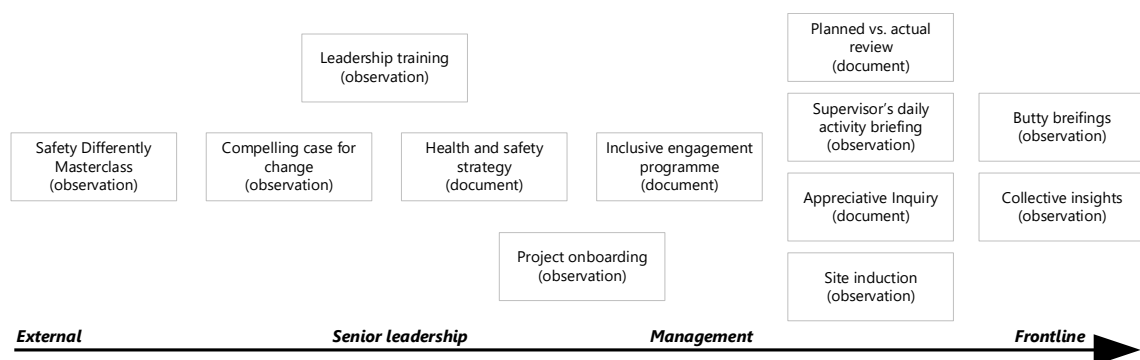 Leadership training
(observation)
Planned vs. actual
review
(document)
Safety Differently
Masterclass
(observation)
Compelling case for
change
(observation)
Health and safety
strategy
(document)
Inclusive engagement
programme
(document)
Supervisor's daily
activity briefing
(observation)
Butty breifings
(observation)
Appreciative Inquiry
(document)
Collective insights
(observation)
Project onboarding
(observation)
Site induction
(observation)
External
Senior leadership
Management
Frontline